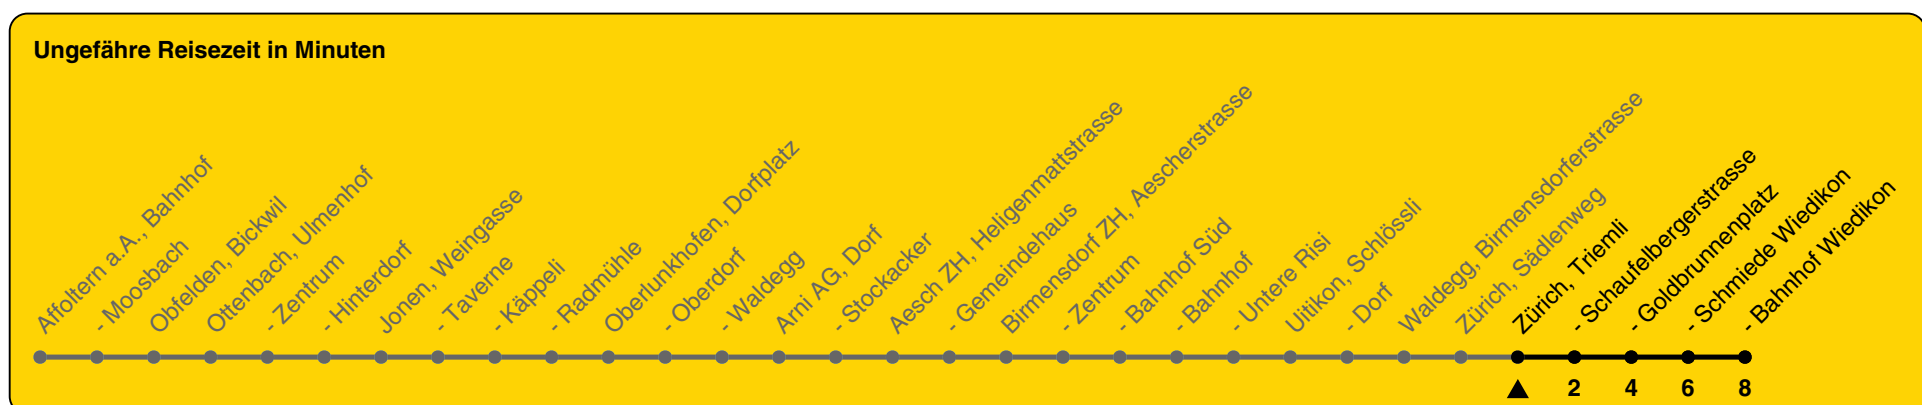 Ungefähre Reisezeit in Minuten
Affoltern a.A., Bahnhof
- Moosbach
Obfelden, Bickwil
Ottenbach, Ulmenhof
- Zentrum
- Hinterdorf
Jonen, Weingasse
- Taverne
- Käppeli
- Radmühle
Oberlunkhofen, Dorfplatz
- Oberdorf
- Waldegg
Arni AG, Dorf
- Stockacker
Aesch ZH, Heligenmattstrasse
- Gemeindehaus
Birmensdorf ZH, Aescherstrasse
- Zentrum
- Bahnhof Süd
- Bahnhof
- Untere Risi
Uitikon, Schlössli
- Dorf
Waldegg, Birmensdorferstrasse
Zürich, Sädlenweg
Zürich, Triemli
- Schaufelbergerstrasse
- Goldbrunnenplatz
- Schmiede Wiedikon
- Bahnhof Wiedikon
2 4 6 8